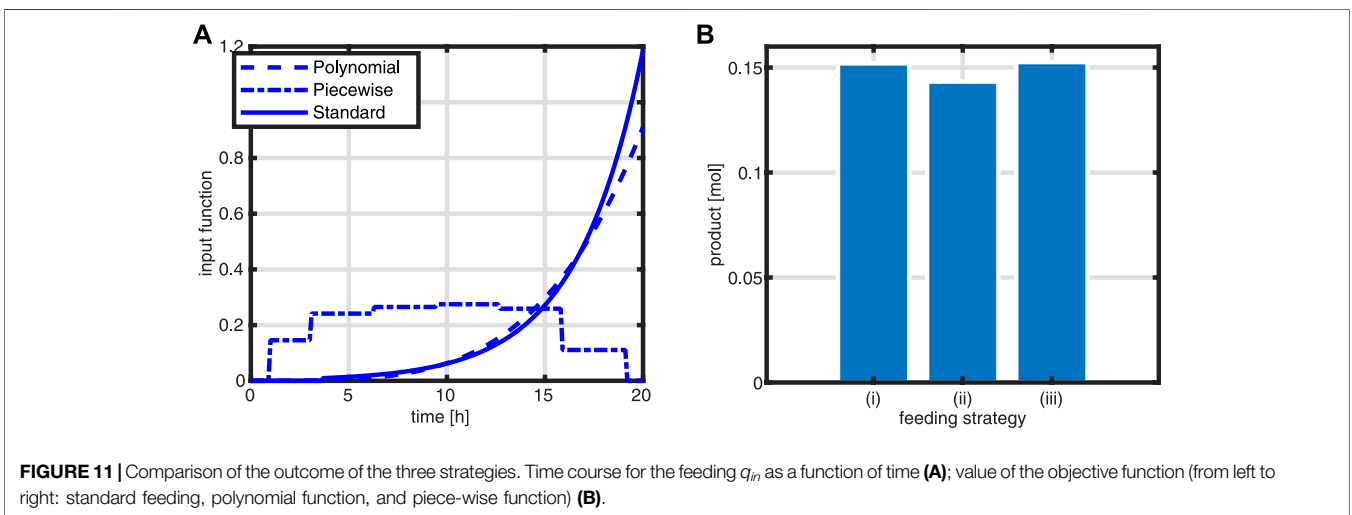 A
1.2
0.8
0.6
0.4
0.2
0
Polynomial
Piecewise
Standard
input function
0 5 10 15 20
time [h]
B
0.15
0.1
0.05
0
product [mol]
(i) (ii) (iii)
feeding strategy
FIGURE 11 | Comparison of the outcome of the three strategies. Time course for the feeding q_in as a function of time (A); value of the objective function (from left to
right: standard feeding, polynomial function, and piece-wise function) (B).